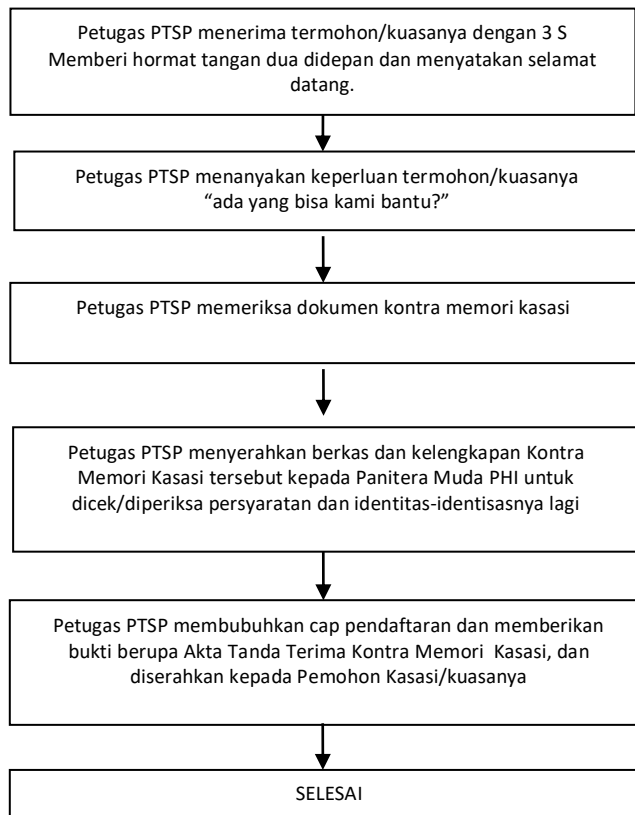 Petugas PTSP menerima termohon/kuasanya dengan 3 S
Memberi hormat tangan dua didepan dan menyatakan selamat
datang.
Petugas PTSP menanyakan keperluan termohon/kuasanya
“ada yang bisa kami bantu?”
Petugas PTSP memeriksa dokumen kontra memori kasasi
Petugas PTSP menyerahkan berkas dan kelengkapan Kontra
Memori Kasasi tersebut kepada Panitera Muda PHI untuk
dicek/diperiksa persyaratan dan identitas-identisasnya lagi
Petugas PTSP membubuhkan cap pendaftaran dan memberikan
bukti berupa Akta Tanda Terima Kontra Memori Kasasi, dan
diserahkan kepada Pemohon Kasasi/kuasanya
SELESAI